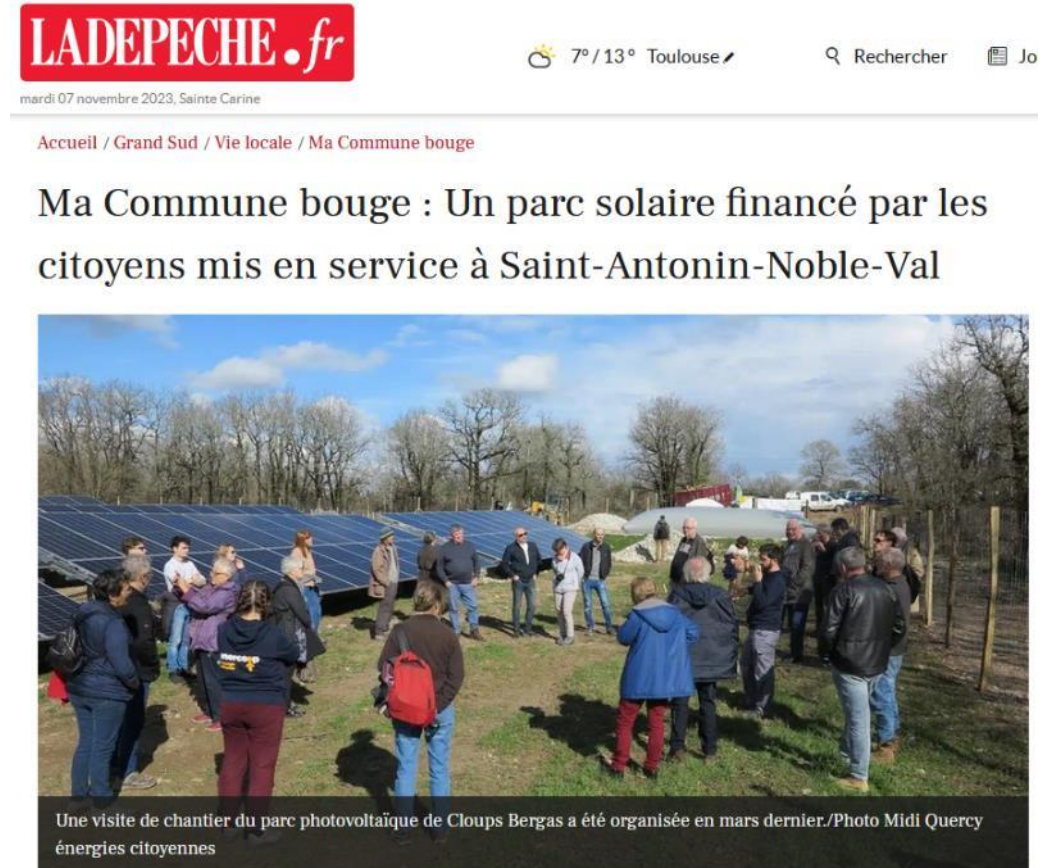 LADEPECHE.fr
7° / 13° Toulouse
Rechercher
Jo
mardi 07 novembre 2023, Sainte Carine
Accueil / Grand Sud / Vie locale / Ma Commune bouge
Ma Commune bouge : Un parc solaire financé par les
citoyens mis en service à Saint-Antonin-Noble-Val
enercoop
Une visite de chantier du parc photovoltaïque de Cloups Bergas a été organisée en mars dernier./Photo Midi Quercy
énergies citoyennes